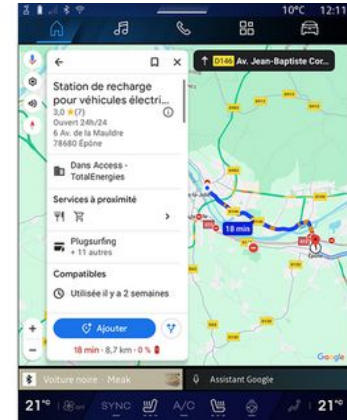 10°C 12:11
D146 Av. Jean-Baptiste Cor...
Station de recharge
pour véhicules électri...
3,0 ★ (7)
Ouvert 24h/24
6 Av. de la Mauldre
78680 Épône
Dans Access -
TotalEnergies
Services à proximité
Plugsurfing
+ 11 autres
Compatibles
Utilisée il y a 2 semaines
Ajouter
18 min · 8,7 km · 0 %
18 min
Épône
Google
Voiture noire · Meak
Assistant Google
21°
SYNC
A/C
21°